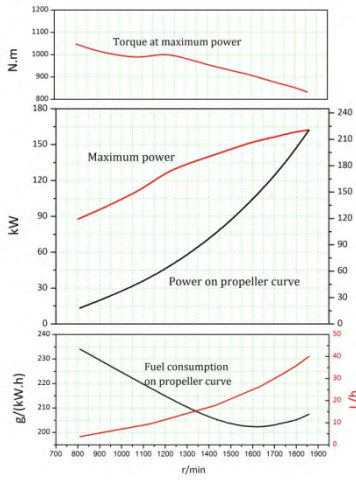 1200
1100
1000
900
800
N.m
Torque at maximum power
180
150
120
90
60
30
0
kW
Maximum power
Power on propeller curve
240
210
180
150
120
90
60
30
0
240
230
220
210
200
g/(kW.h)
Fuel consumption
on propeller curve
50
40
30
20
10
0
L/h
700 800 900 1000 1100 1200 1300 1400 1500 1600 1700 1800 1900
r/min